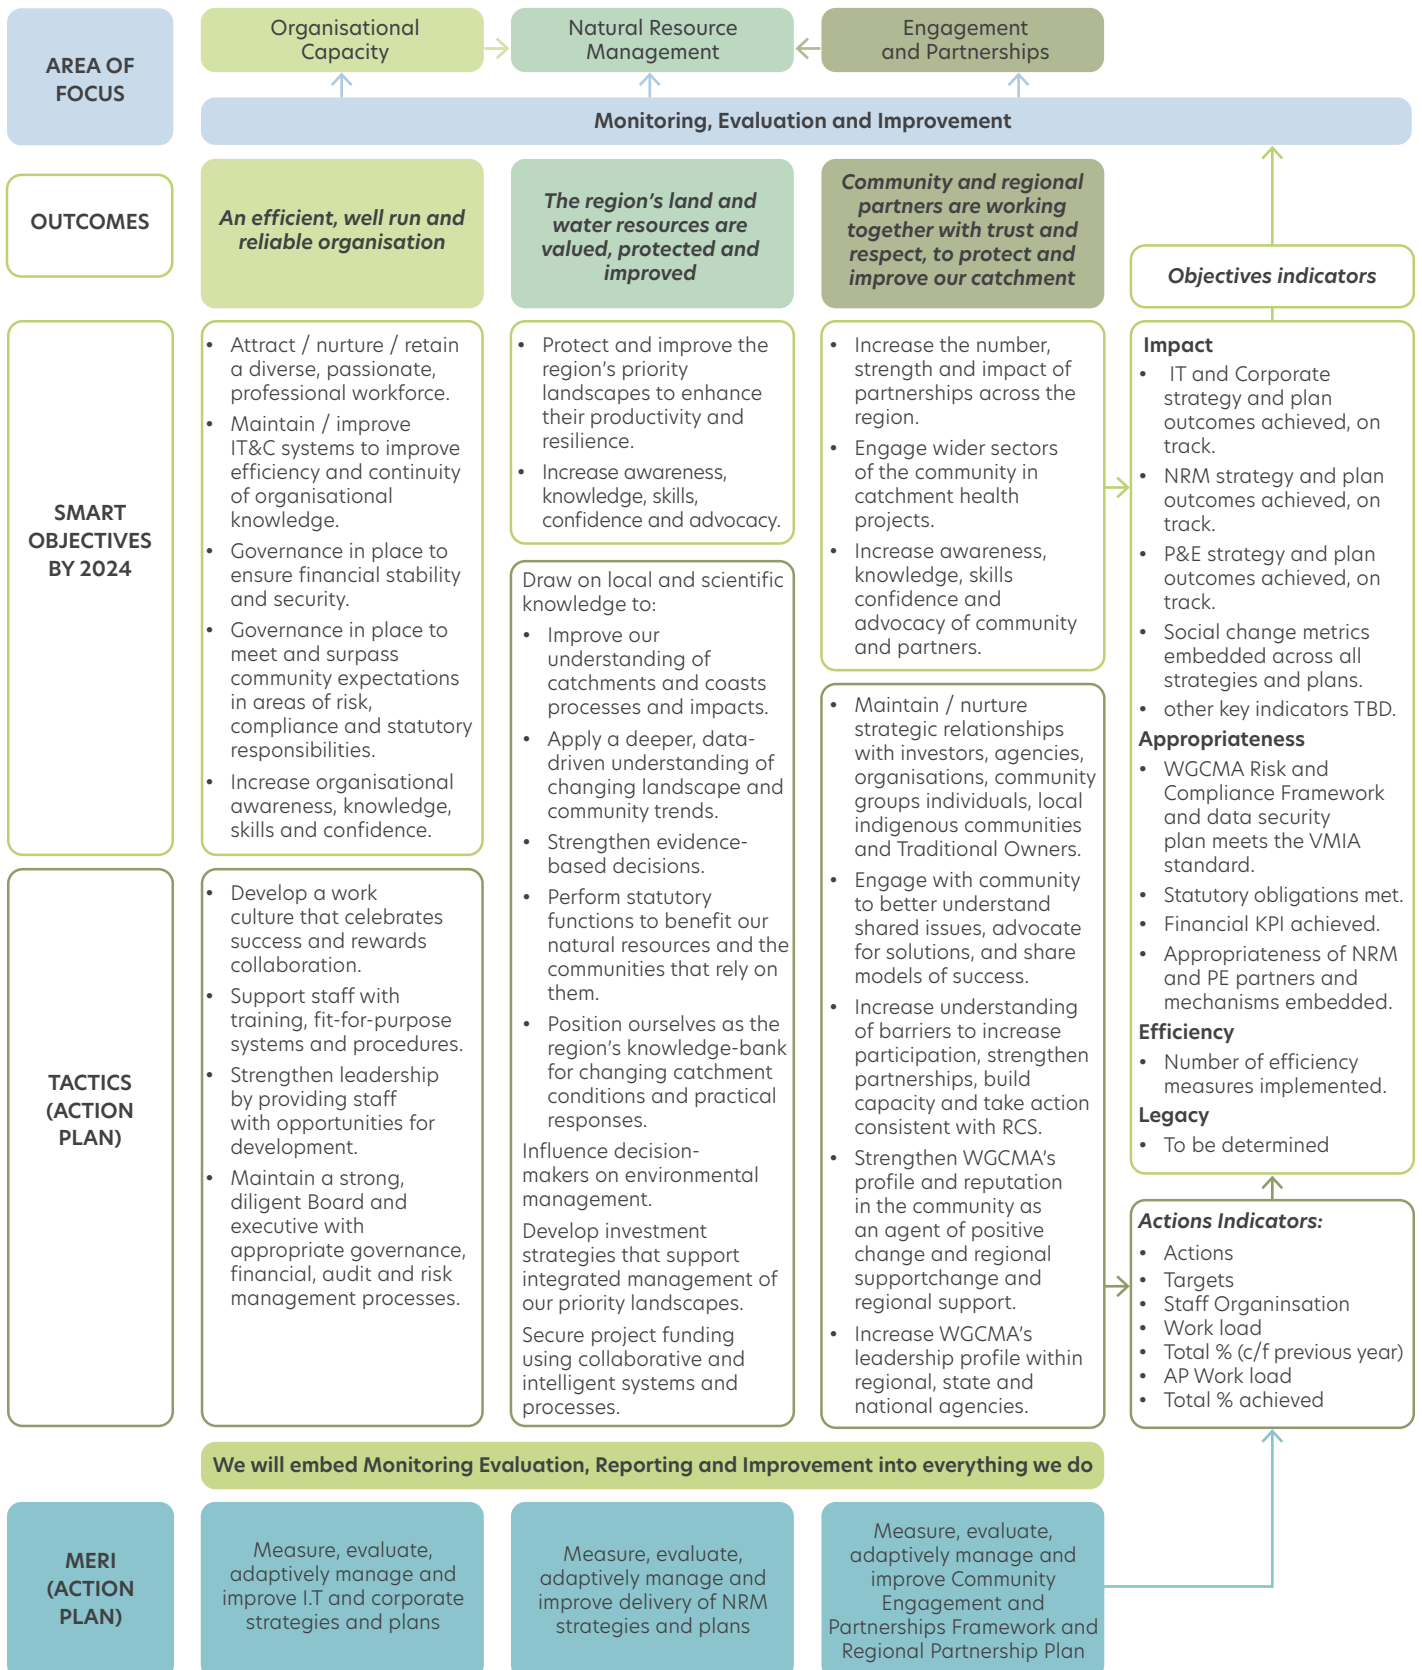 AREA OF
FOCUS
Organisational
Capacity
Natural Resource
Management
Engagement
and Partnerships
Monitoring, Evaluation and Improvement
OUTCOMES
An efficient, well run and
reliable organisation
The region’s land and
water resources are
valued, protected and
improved
Community and regional
partners are working
together with trust and
respect, to protect and
improve our catchment
Objectives indicators
SMART
OBJECTIVES
BY 2024
• Attract / nurture / retain
a diverse, passionate,
professional workforce.
• Maintain / improve
IT&C systems to improve
efficiency and continuity
of organisational
knowledge.
• Governance in place to
ensure financial stability
and security.
• Governance in place to
meet and surpass
community expectations
in areas of risk,
compliance and statutory
responsibilities.
• Increase organisational
awareness, knowledge,
skills and confidence.
• Protect and improve the
region’s priority
landscapes to enhance
their productivity and
resilience.
• Increase awareness,
knowledge, skills,
confidence and advocacy.
• Increase the number,
strength and impact of
partnerships across the
region.
• Engage wider sectors
of the community in
catchment health
projects.
• Increase awareness,
knowledge, skills
confidence and
advocacy of community
and partners.
Impact
• IT and Corporate
strategy and plan
outcomes achieved, on
track.
• NRM strategy and plan
outcomes achieved, on
track.
• P&E strategy and plan
outcomes achieved, on
track.
• Social change metrics
embedded across all
strategies and plans.
• other key indicators TBD.
Appropriateness
• WGCMA Risk and
Compliance Framework
and data security
plan meets the VMIA
standard.
• Statutory obligations met.
• Financial KPI achieved.
• Appropriateness of NRM
and PE partners and
mechanisms embedded.
Efficiency
• Number of efficiency
measures implemented.
Legacy
• To be determined
TACTICS
(ACTION
PLAN)
• Develop a work
culture that celebrates
success and rewards
collaboration.
• Support staff with
training, fit-for-purpose
systems and procedures.
• Strengthen leadership
by providing staff
with opportunities for
development.
• Maintain a strong,
diligent Board and
executive with
appropriate governance,
financial, audit and risk
management processes.
Draw on local and scientific
knowledge to:
• Improve our
understanding of
catchments and coasts
processes and impacts.
• Apply a deeper, data-
driven understanding of
changing landscape and
community trends.
• Strengthen evidence-
based decisions.
• Perform statutory
functions to benefit our
natural resources and the
communities that rely on
them.
• Position ourselves as the
region’s knowledge-bank
for changing catchment
conditions and practical
responses.
Influence decision-
makers on environmental
management.
Develop investment
strategies that support
integrated management of
our priority landscapes.
Secure project funding
using collaborative and
intelligent systems and
processes.
• Maintain / nurture
strategic relationships
with investors, agencies,
organisations, community
groups individuals, local
indigenous communities
and Traditional Owners.
• Engage with community
to better understand
shared issues, advocate
for solutions, and share
models of success.
• Increase understanding
of barriers to increase
participation, strengthen
partnerships, build
capacity and take action
consistent with RCS.
• Strengthen WGCMA’s
profile and reputation
in the community as
an agent of positive
change and regional
supportchange and
regional support.
• Increase WGCMA’s
leadership profile within
regional, state and
national agencies.
Actions Indicators:
• Actions
• Targets
• Staff Organinsation
• Work load
• Total % (c/f previous year)
• AP Work load
• Total % achieved
We will embed Monitoring Evaluation, Reporting and Improvement into everything we do
MERI
(ACTION
PLAN)
Measure, evaluate,
adaptively manage and
improve I.T and corporate
strategies and plans
Measure, evaluate,
adaptively manage and
improve delivery of NRM
strategies and plans
Measure, evaluate,
adaptively manage and
improve Community
Engagement and
Partnerships Framework and
Regional Partnership Plan